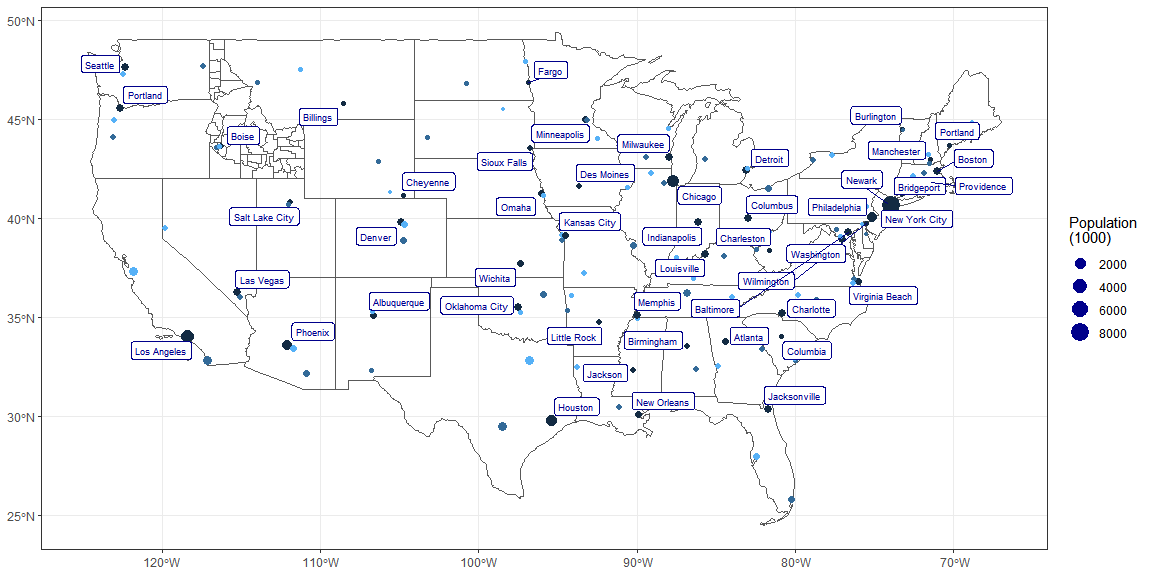 50°N
45°N
40°N
35°N
30°N
25°N
Seattle
Portland
Billings
Boise
Fargo
Minneapolis
Milwaukee
Sioux Falls
Des Moines
Detroit
Burlington
Portland
Manchester
Boston
Newark
Bridgeport
Providence
Cheyenne
Salt Lake City
Omaha
Chicago
Columbus
Philadelphia
New York City
Denver
Kansas City
Indianapolis
Charleston
Washington
Las Vegas
Wichita
Louisville
Wilmington
Albuquerque
Oklahoma City
Memphis
Baltimore
Virginia Beach
Charlotte
Los Angeles
Phoenix
Little Rock
Birmingham
Atlanta
Columbia
Jackson
Houston
New Orleans
Jacksonville
120°W
110°W
100°W
90°W
80°W
70°W
Population
(1000)
2000
4000
6000
8000